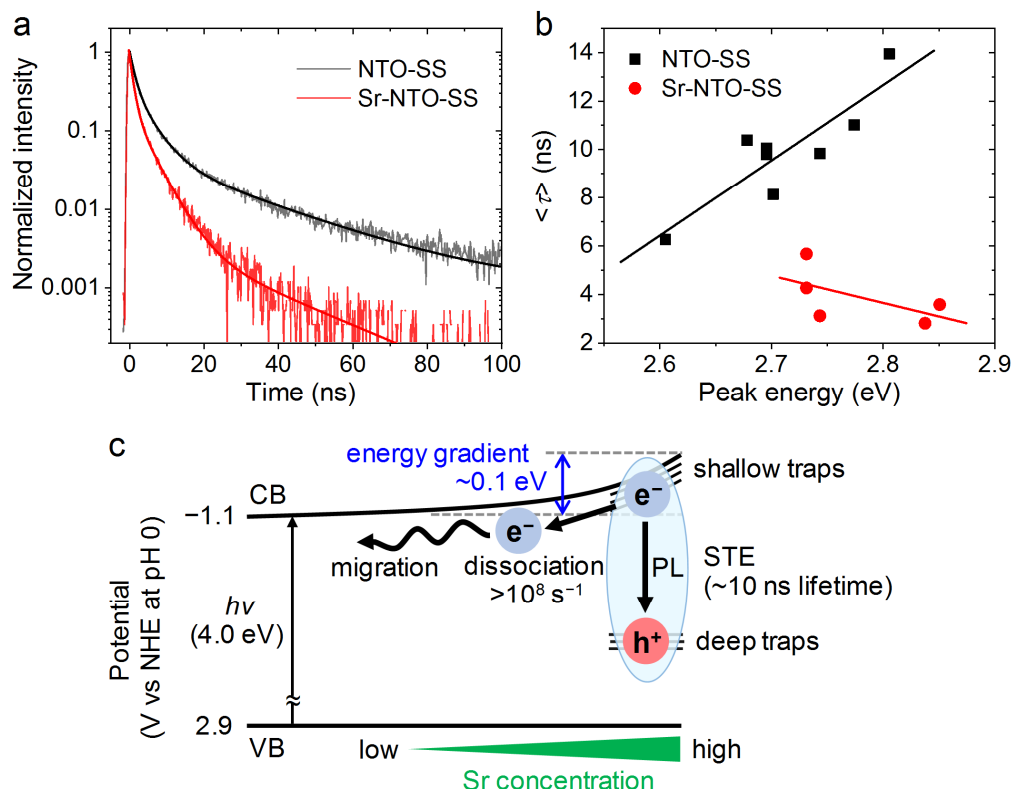 a
NTO-SS
Sr-NTO-SS
Normalized intensity
1
0.1
0.01
0.001
0 20 40 60 80 100
Time (ns)
b
NTO-SS
Sr-NTO-SS
<τ> (ns)
14
12
10
8
6
4
2
2.6 2.7 2.8 2.9
Peak energy (eV)
c
energy gradient
~0.1 eV
shallow traps
CB
−1.1
e⁻
e⁻
migration
dissociation
>10⁸ s⁻¹
PL
STE
(~10 ns lifetime)
hν
(4.0 eV)
h⁺
deep traps
Potential
(V vs NHE at pH 0)
≈
2.9
VB
low
high
Sr concentration